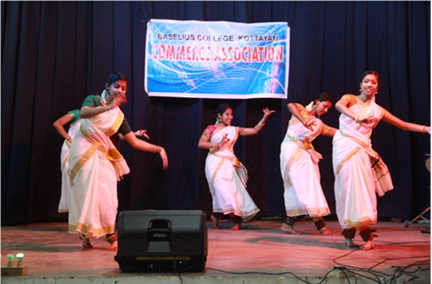 BASELIUS COLLEGE, KOTTAYAM
COMMERCE ASSOCIATION